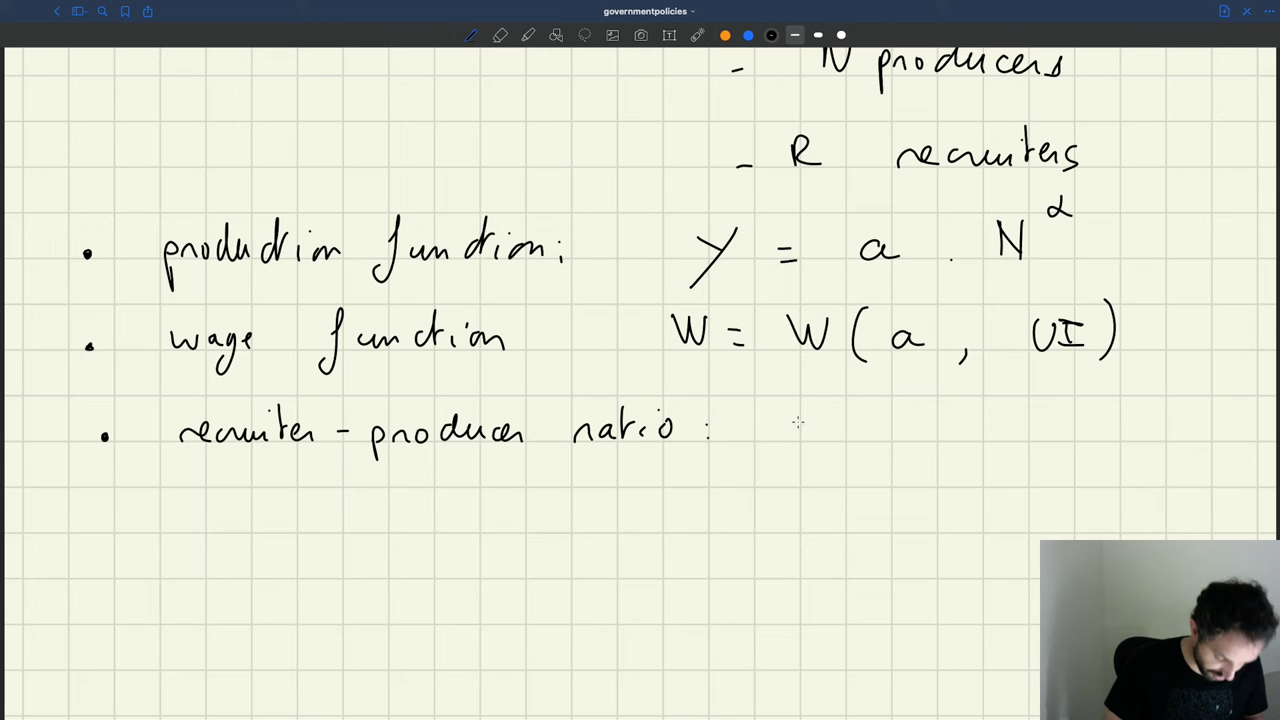 governmentpolicies
- N producers
- R recruiters
• production function: Y = a . N^α
• wage function W = W ( a , UI )
• recruiter - producer ratio :